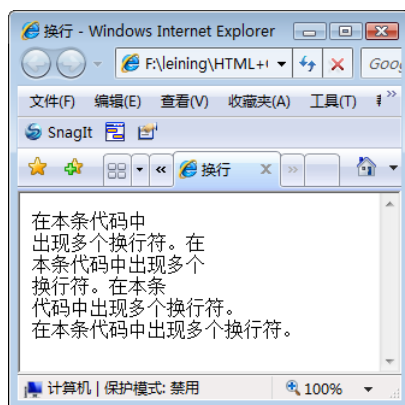 换行 - Windows Internet Explorer
F:\leining\HTML+
Goog
文件(F) 编辑(E) 查看(V) 收藏夹(A) 工具(T)
SnagIt
换行
在本条代码中
出现多个换行符。在
本条代码中出现多个
换行符。在本条
代码中出现多个换行符。
在本条代码中出现多个换行符。
计算机 | 保护模式: 禁用 100%